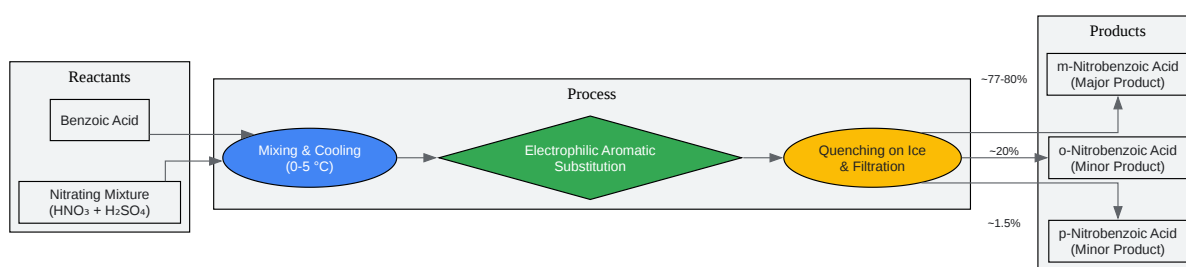 Reactants
Benzoic Acid
Nitrating Mixture
(HNO₃ + H₂SO₄)
Process
Mixing & Cooling
(0-5 °C)
Electrophilic Aromatic
Substitution
Quenching on Ice
& Filtration
~77-80%
~20%
~1.5%
Products
m-Nitrobenzoic Acid
(Major Product)
o-Nitrobenzoic Acid
(Minor Product)
p-Nitrobenzoic Acid
(Minor Product)